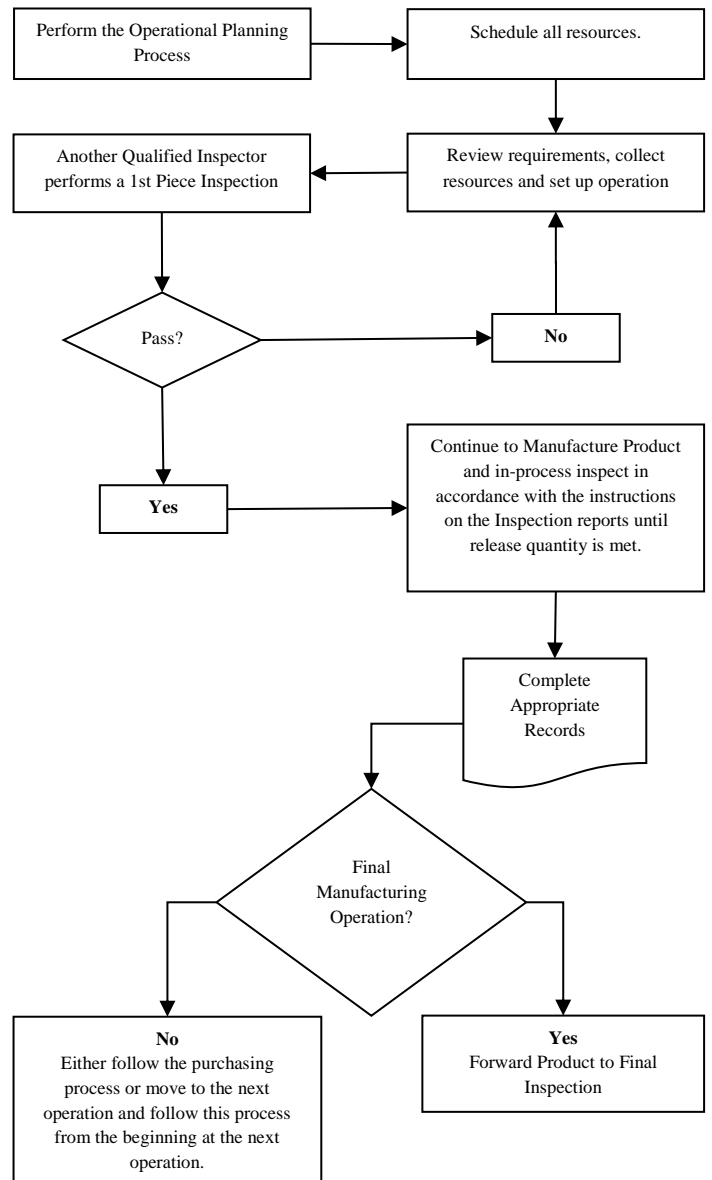 Perform the Operational Planning
Process
Schedule all resources.
Another Qualified Inspector
performs a 1st Piece Inspection
Review requirements, collect
resources and set up operation
Pass?
No
Yes
Continue to Manufacture Product
and in-process inspect in
accordance with the instructions
on the Inspection reports until
release quantity is met.
Complete
Appropriate
Records
Final
Manufacturing
Operation?
No
Either follow the purchasing
process or move to the next
operation and follow this process
from the beginning at the next
operation.
Yes
Forward Product to Final
Inspection